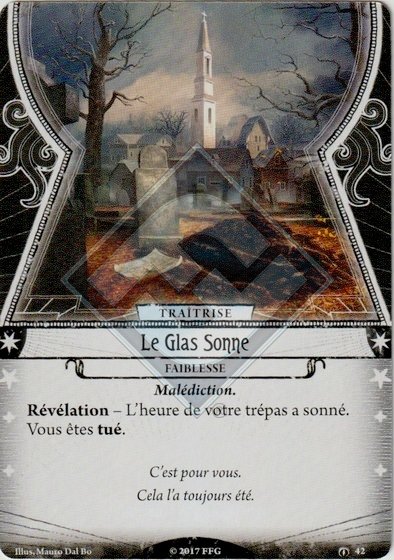 TRAÎTRISE
Le Glas Sonne
FAIBLESSE
Malédiction.
Révélation – L'heure de votre trépas a sonné.
Vous êtes tué.
C'est pour vous.
Cela l'a toujours été.
Illus. Mauro Dal Bo
© 2017 FFG
42